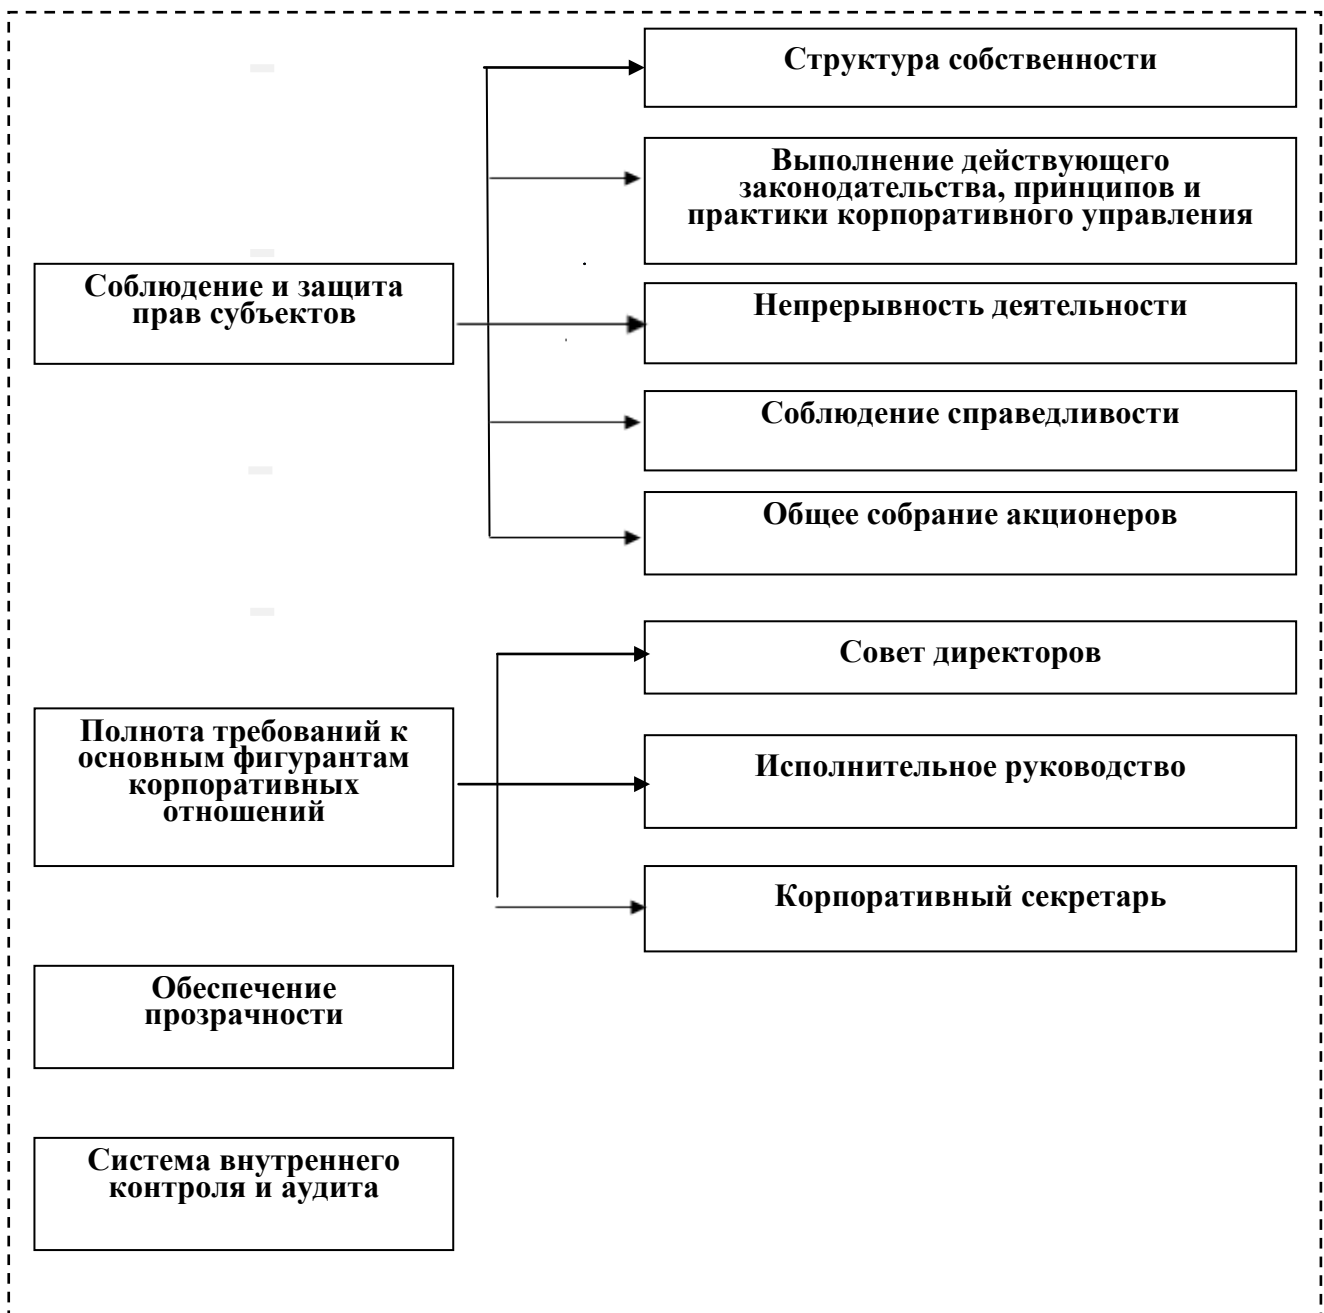 Структура собственности
Выполнение действующего
законодательства, принципов и
практики корпоративного управления
Соблюдение и защита
прав субъектов
Непрерывность деятельности
Соблюдение справедливости
Общее собрание акционеров
Совет директоров
Полнота требований к
основным фигурантам
корпоративных
отношений
Исполнительное руководство
Корпоративный секретарь
Обеспечение
прозрачности
Система внутреннего
контроля и аудита